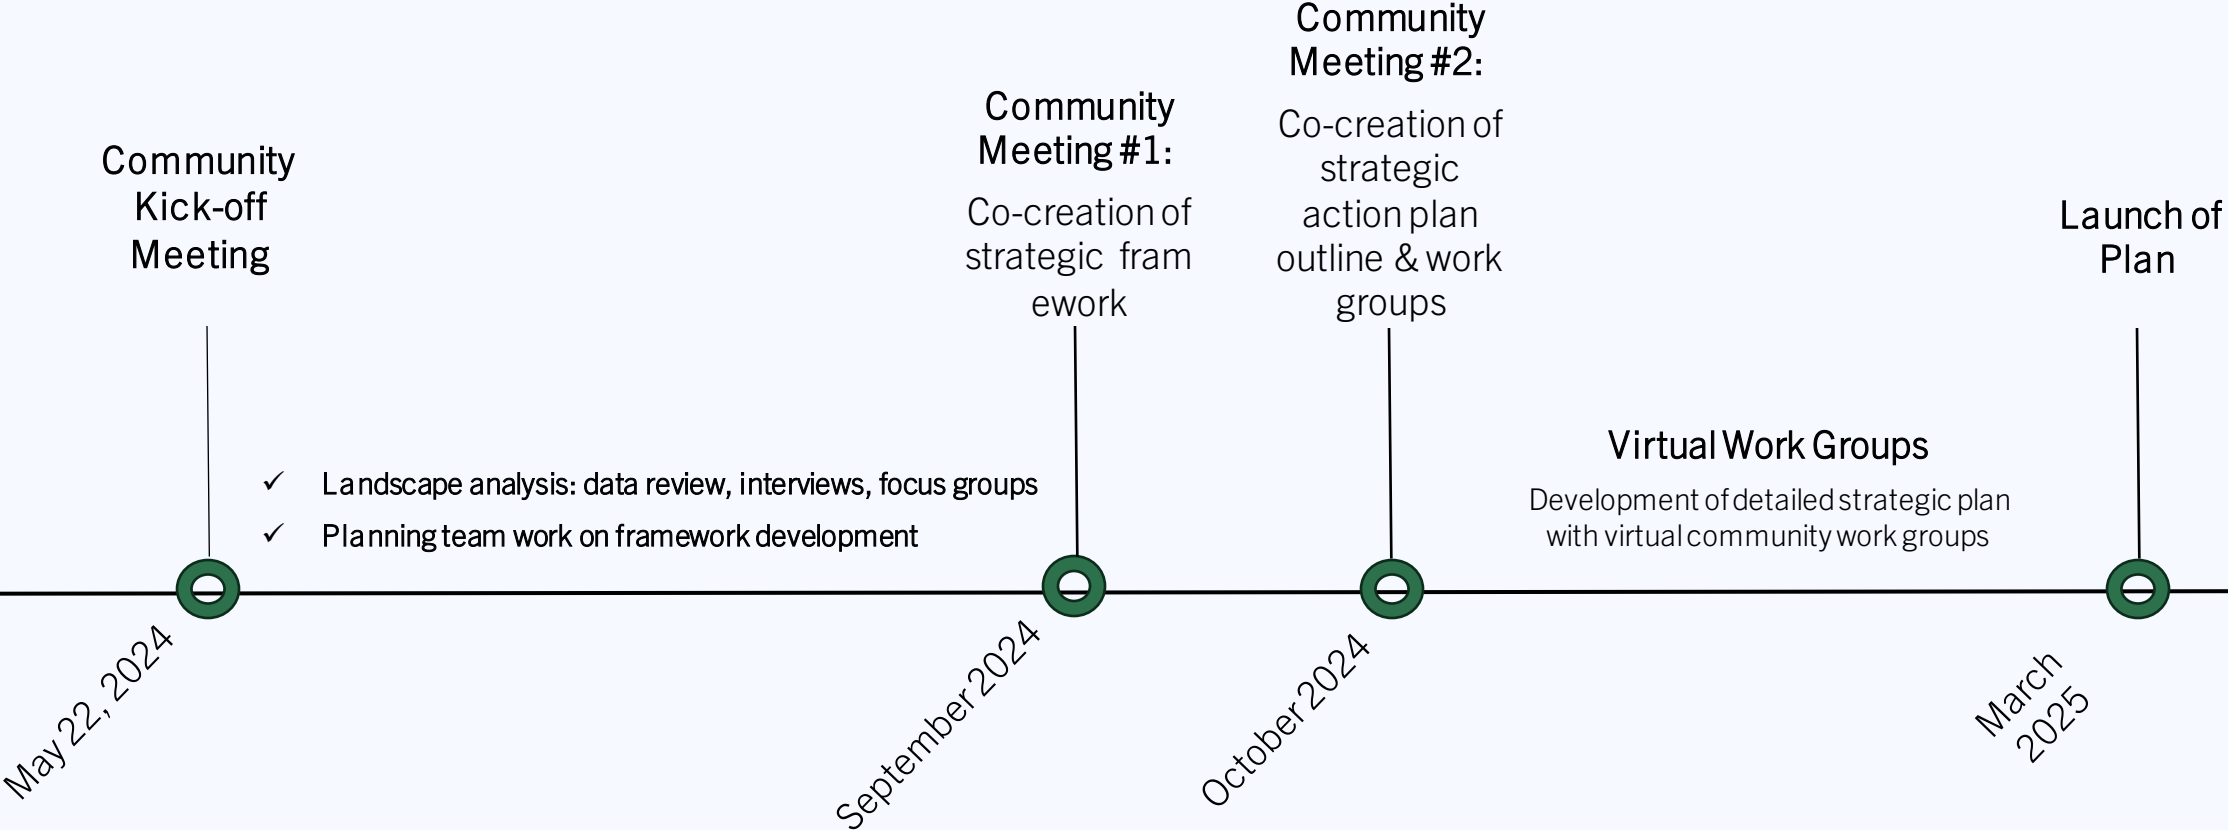 Community
Kick-off
Meeting
✓ Landscape analysis: data review, interviews, focus groups
✓ Planning team work on framework development
Community
Meeting #1:
Co-creation of
strategic fram
ework
Community
Meeting #2:
Co-creation of
strategic
action plan
outline & work
groups
Virtual Work Groups
Development of detailed strategic plan
with virtual community work groups
Launch of
Plan
May 22, 2024
September 2024
October 2024
March
2025